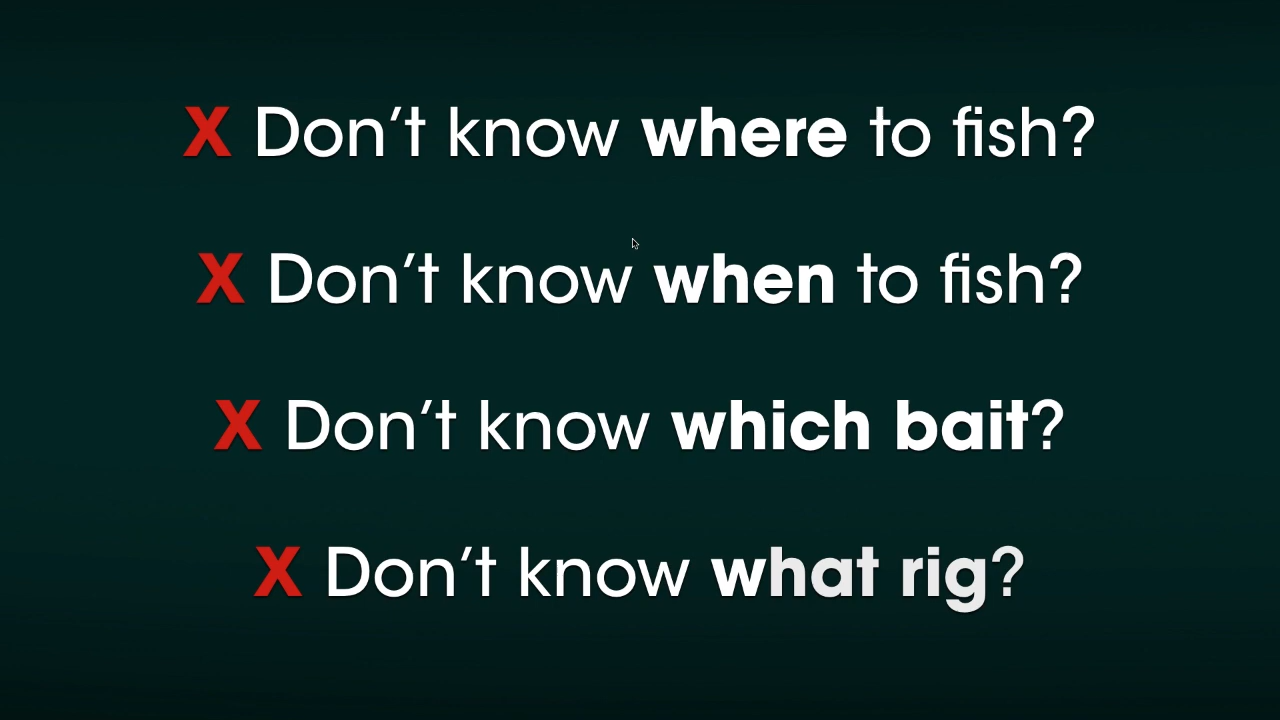 X Don’t know where to fish?
X Don’t know when to fish?
X Don’t know which bait?
X Don’t know what rig?